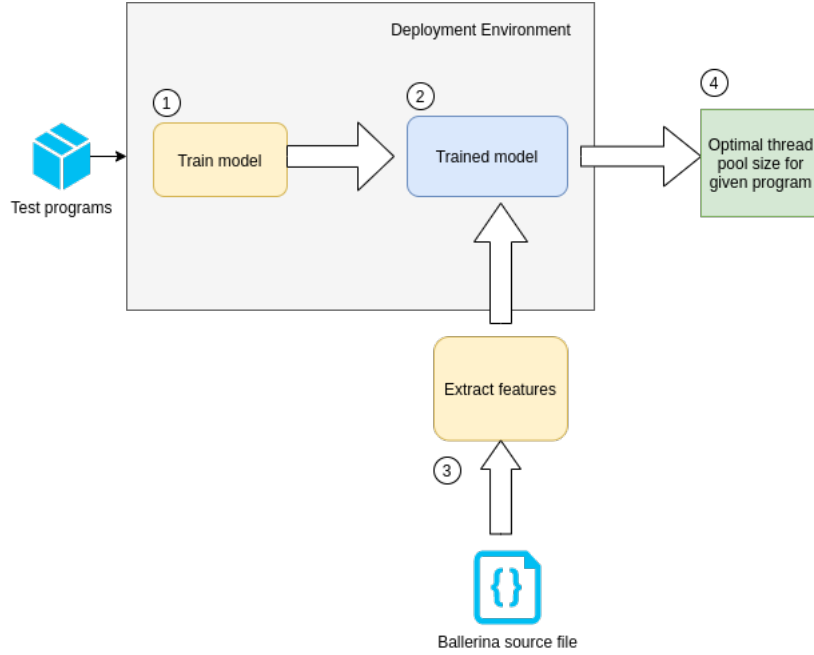 Deployment Environment
1
2
4
Train model
Trained model
Optimal thread
pool size for
given program
Test programs
Extract features
3
{}
Ballerina source file